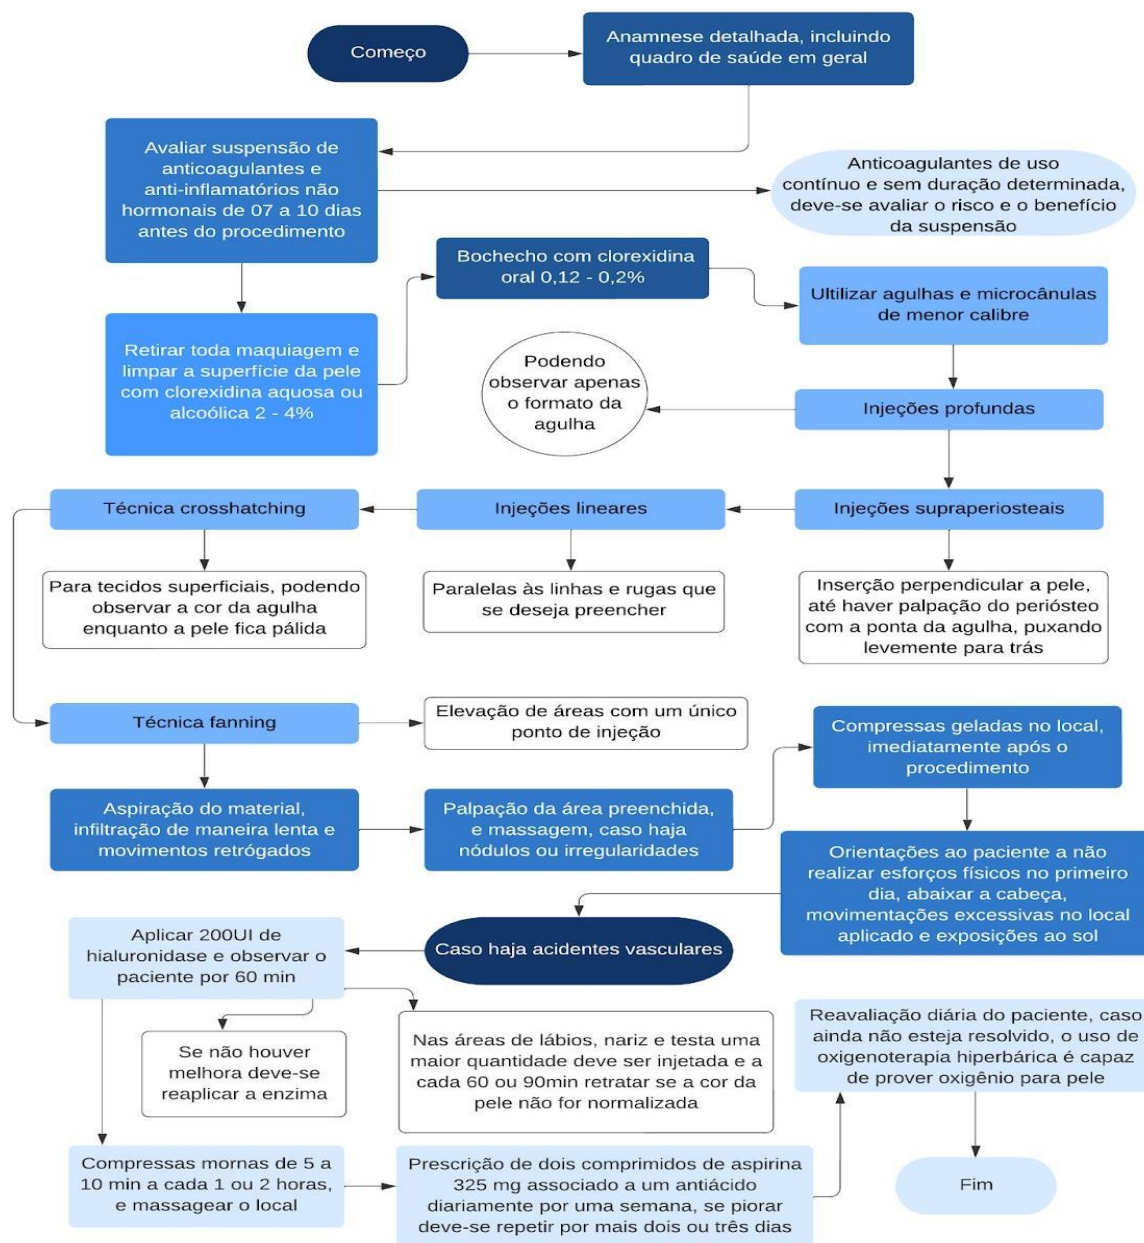 Começo
Anamnese detalhada, incluindo
quadro de saúde em geral
Avaliar suspensão de
anticoagulantes e
anti-inflamatórios não
hormonais de 07 a 10 dias
antes do procedimento
Anticoagulantes de uso
contínuo e sem duração determinada,
deve-se avaliar o risco e o benefício
da suspensão
Retirar toda maquiagem e
limpar a superfície da pele
com clorexidina aquosa ou
alcoólica 2 - 4%
Bochecho com clorexidina
oral 0,12 - 0,2%
Ultilizar agulhas e microcânulas
de menor calibre
Injeções profundas
Podendo
observar apenas
o formato da
agulha
Injeções supraperiosteais
Inserção perpendicular a pele,
até haver palpação do periósteo
com a ponta da agulha, puxando
levemente para trás
Injeções lineares
Paralelas às linhas e rugas que
se deseja preencher
Técnica crosshatching
Para tecidos superficiais, podendo
observar a cor da agulha
enquanto a pele fica pálida
Técnica fanning
Elevação de áreas com um único
ponto de injeção
Aspiração do material,
infiltração de maneira lenta e
movimentos retrógados
Palpação da área preenchida,
e massagem, caso haja
nódulos ou irregularidades
Compressas geladas no local,
imediatamente após o
procedimento
Orientações ao paciente a não
realizar esforços físicos no primeiro
dia, abaixar a cabeça,
movimentações excessivas no local
aplicado e exposições ao sol
Caso haja acidentes vasculares
Aplicar 200UI de
hialuronidase e observar o
paciente por 60 min
Se não houver
melhora deve-se
reaplicar a enzima
Nas áreas de lábios, nariz e testa uma
maior quantidade deve ser injetada e a
cada 60 ou 90min retratar se a cor da
pele não for normalizada
Compressas mornas de 5 a
10 min a cada 1 ou 2 horas,
e massagear o local
Prescrição de dois comprimidos de aspirina
325 mg associado a um antiácido
diariamente por uma semana, se piorar
deve-se repetir por mais dois ou três dias
Reavaliação diária do paciente, caso
ainda não esteja resolvido, o uso de
oxigenoterapia hiperbárica é capaz
de prover oxigênio para pele
Fim